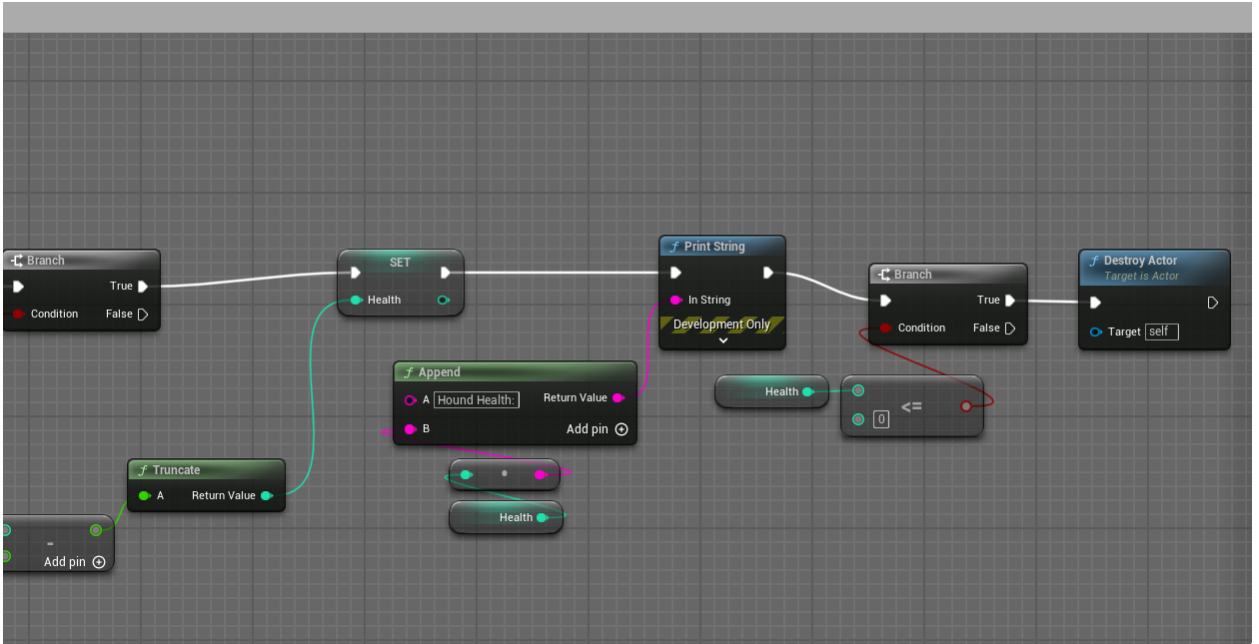 Branch
True
Condition
False
SET
Health
f Print String
In String
Development Only
Branch
True
Condition
False
f Destroy Actor
Target is Actor
Target self
f Append
A Hound Health:
Return Value
B
Add pin
Health
Health
0
<=
f Truncate
A
Return Value
-
Add pin